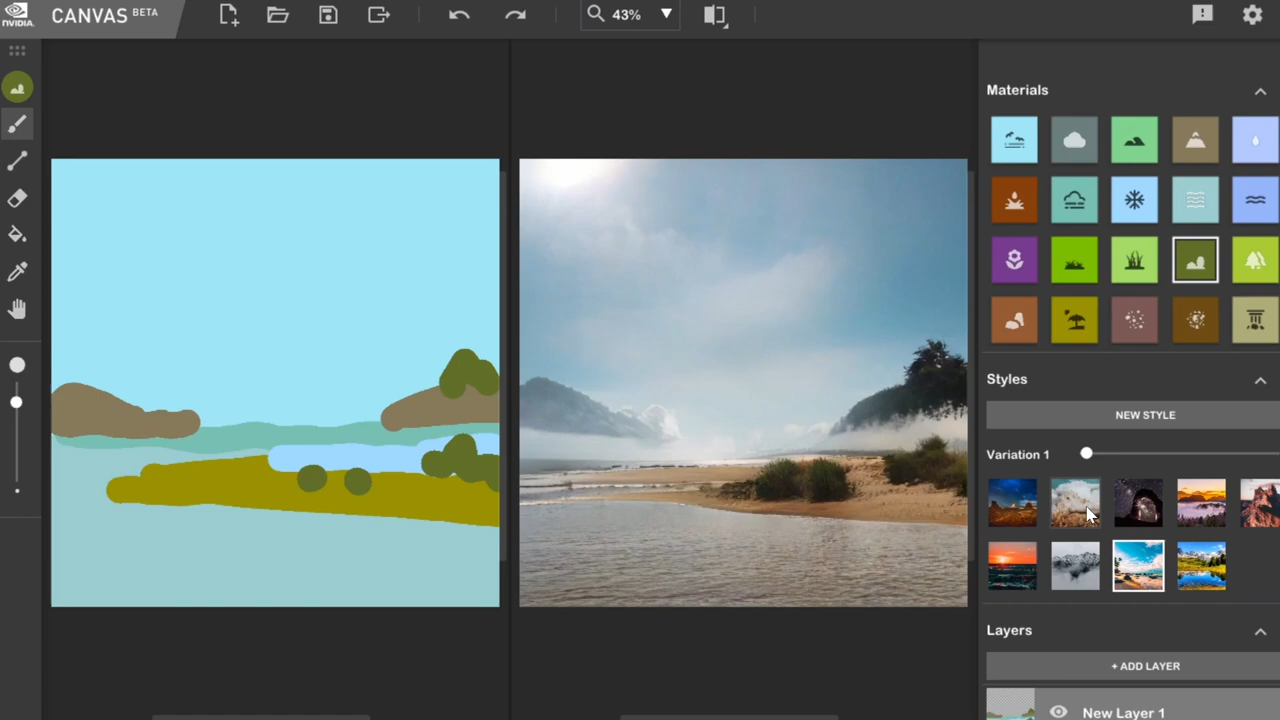 NVIDIA.
CANVAS BETA
43%
Materials
Styles
NEW STYLE
Variation 1
Layers
+ ADD LAYER
New Layer 1